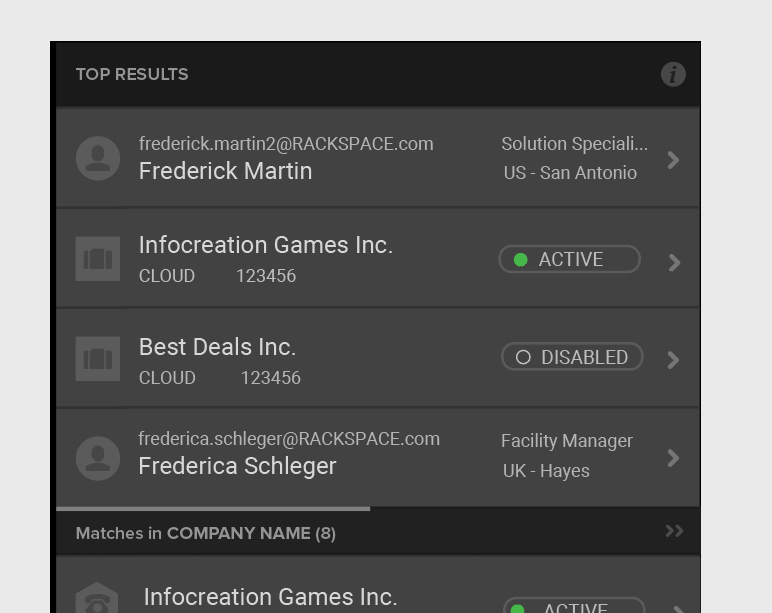 TOP RESULTS
frederick.martin2@RACKSPACE.com Solution Speciali...
Frederick Martin US - San Antonio
Infocreation Games Inc. ACTIVE
CLOUD 123456
Best Deals Inc. DISABLED
CLOUD 123456
frederica.schleger@RACKSPACE.com Facility Manager
Frederica Schleger UK - Hayes
Matches in COMPANY NAME (8)
Infocreation Games Inc. ACTIVE